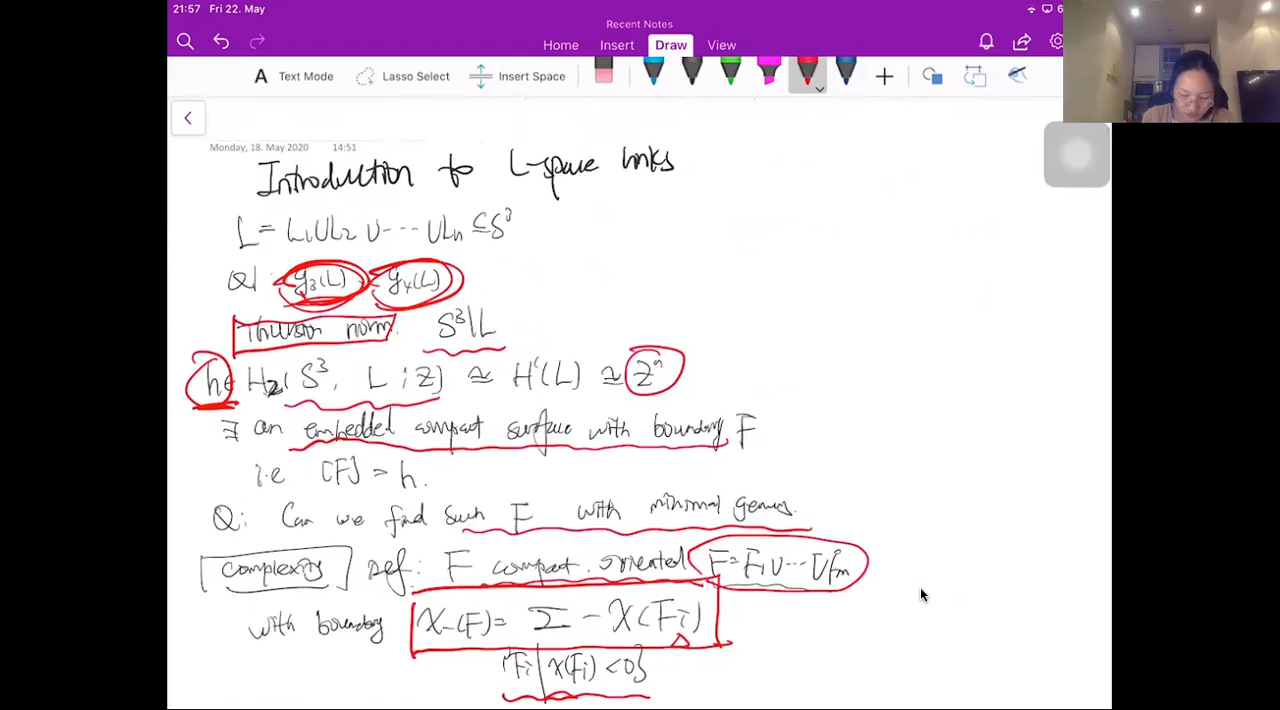 21:57 Fri 22. May
Recent Notes
Home Insert Draw View
A Text Mode Lasso Select Insert Space
Monday, 18. May 2020 14:51
Introduction to L-space links
L = L₁∪L₂ ∪ ··· ∪Lₙ ⊆ S³
Q: g₃(L) g₄(L)
Thurston norm. S³\L
h ∈ H₂( S³, L ; Z) ≅ H¹(L) ≅ Zⁿ
∃ an embedded compact surface with boundary F
i.e [F] = h.
Q: Can we find such F with minimal genus.
complexity Def: F compact oriented F = F₁∪ ··· ∪Fₘ
with boundary χ₋(F) = Σ − χ(Fᵢ)
{Fᵢ | χ(Fᵢ) < 0}